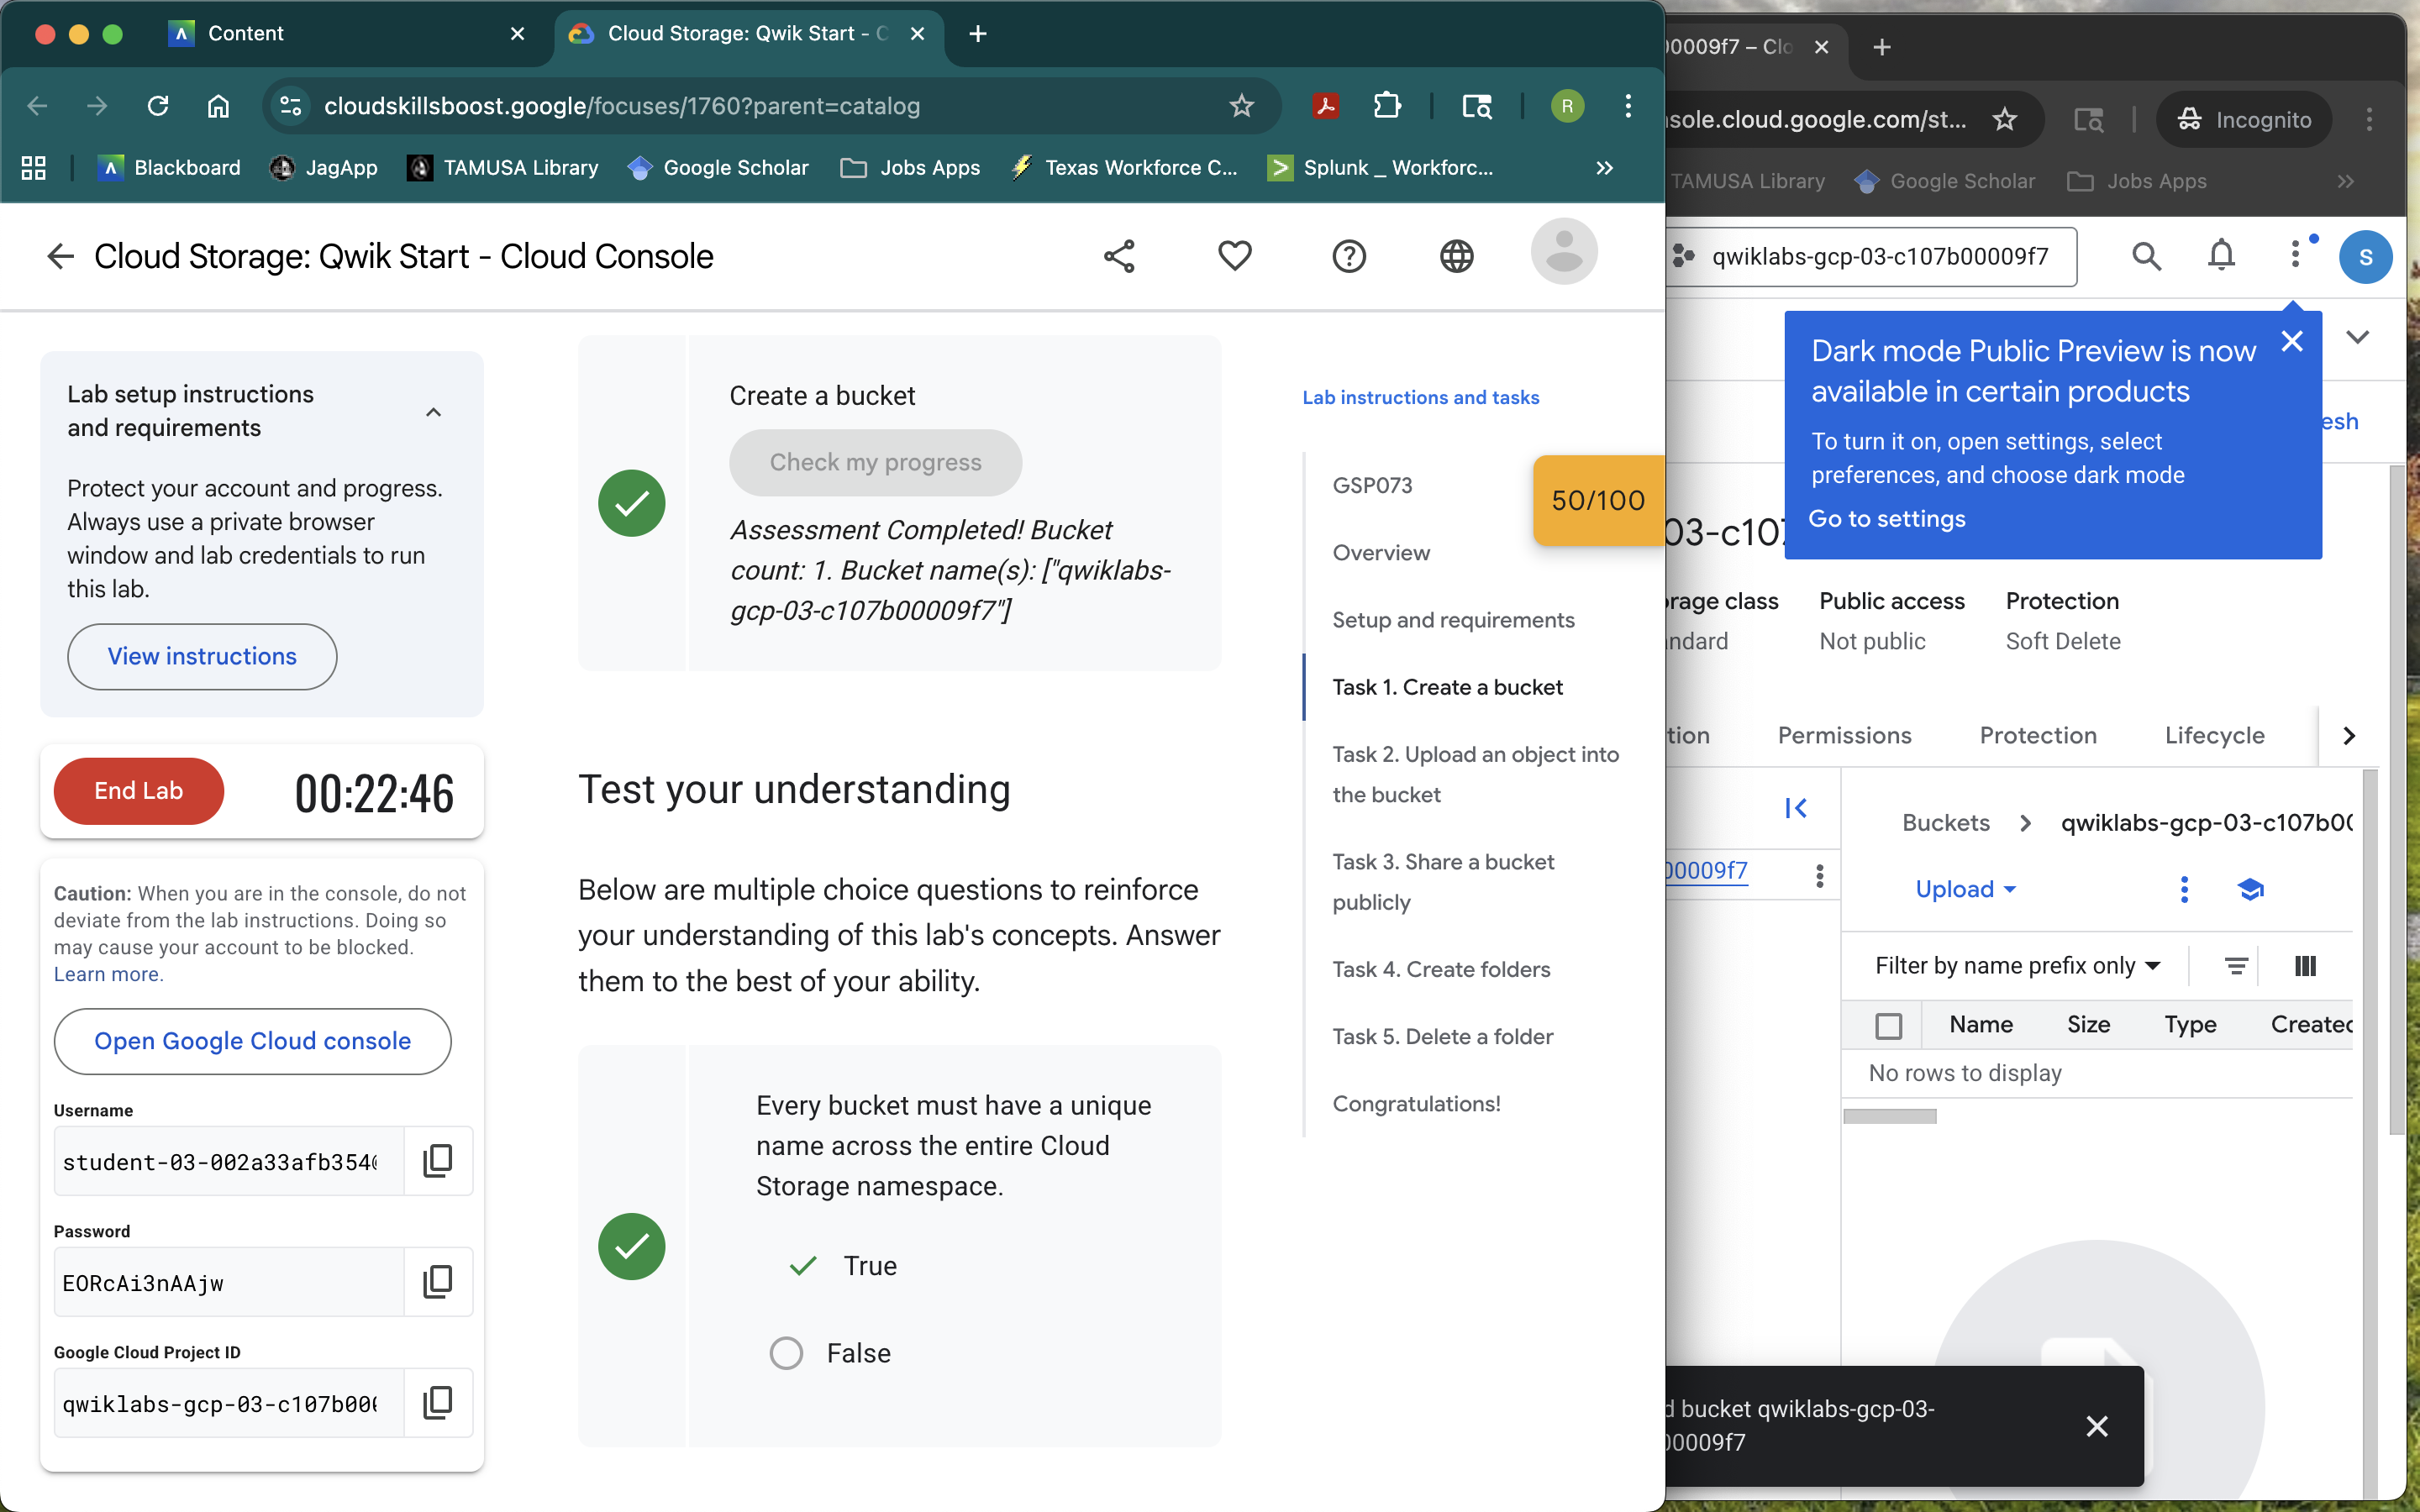 Content
Cloud Storage: Qwik Start - C
cloudskillsboost.google/focuses/1760?parent=catalog
R
Blackboard
JagApp
TAMUSA Library
Google Scholar
Jobs Apps
Texas Workforce C...
Splunk _ Workforc...
Cloud Storage: Qwik Start - Cloud Console
Lab setup instructions
and requirements
Protect your account and progress.
Always use a private browser
window and lab credentials to run
this lab.
View instructions
End Lab
00:22:46
Caution: When you are in the console, do not
deviate from the lab instructions. Doing so
may cause your account to be blocked.
Learn more.
Open Google Cloud console
Username
student-03-002a33afb354@
Password
EORcAi3nAAjw
Google Cloud Project ID
qwiklabs-gcp-03-c107b000
Create a bucket
Check my progress
Assessment Completed! Bucket
count: 1. Bucket name(s): ["qwiklabs-
gcp-03-c107b00009f7"]
Test your understanding
Below are multiple choice questions to reinforce
your understanding of this lab's concepts. Answer
them to the best of your ability.
Every bucket must have a unique
name across the entire Cloud
Storage namespace.
True
False
Lab instructions and tasks
GSP073
Overview
Setup and requirements
Task 1. Create a bucket
Task 2. Upload an object into
the bucket
Task 3. Share a bucket
publicly
Task 4. Create folders
Task 5. Delete a folder
Congratulations!
50/100
00009f7 – Clo
sole.cloud.google.com/st...
Incognito
TAMUSA Library
Google Scholar
Jobs Apps
qwiklabs-gcp-03-c107b00009f7
S
Dark mode Public Preview is now
available in certain products
To turn it on, open settings, select
preferences, and choose dark mode
Go to settings
esh
03-c107
rage class
Public access
Protection
ndard
Not public
Soft Delete
tion
Permissions
Protection
Lifecycle
Buckets
qwiklabs-gcp-03-c107b00
00009f7
Upload
Filter by name prefix only
Name
Size
Type
Created
No rows to display
d bucket qwiklabs-gcp-03-
00009f7